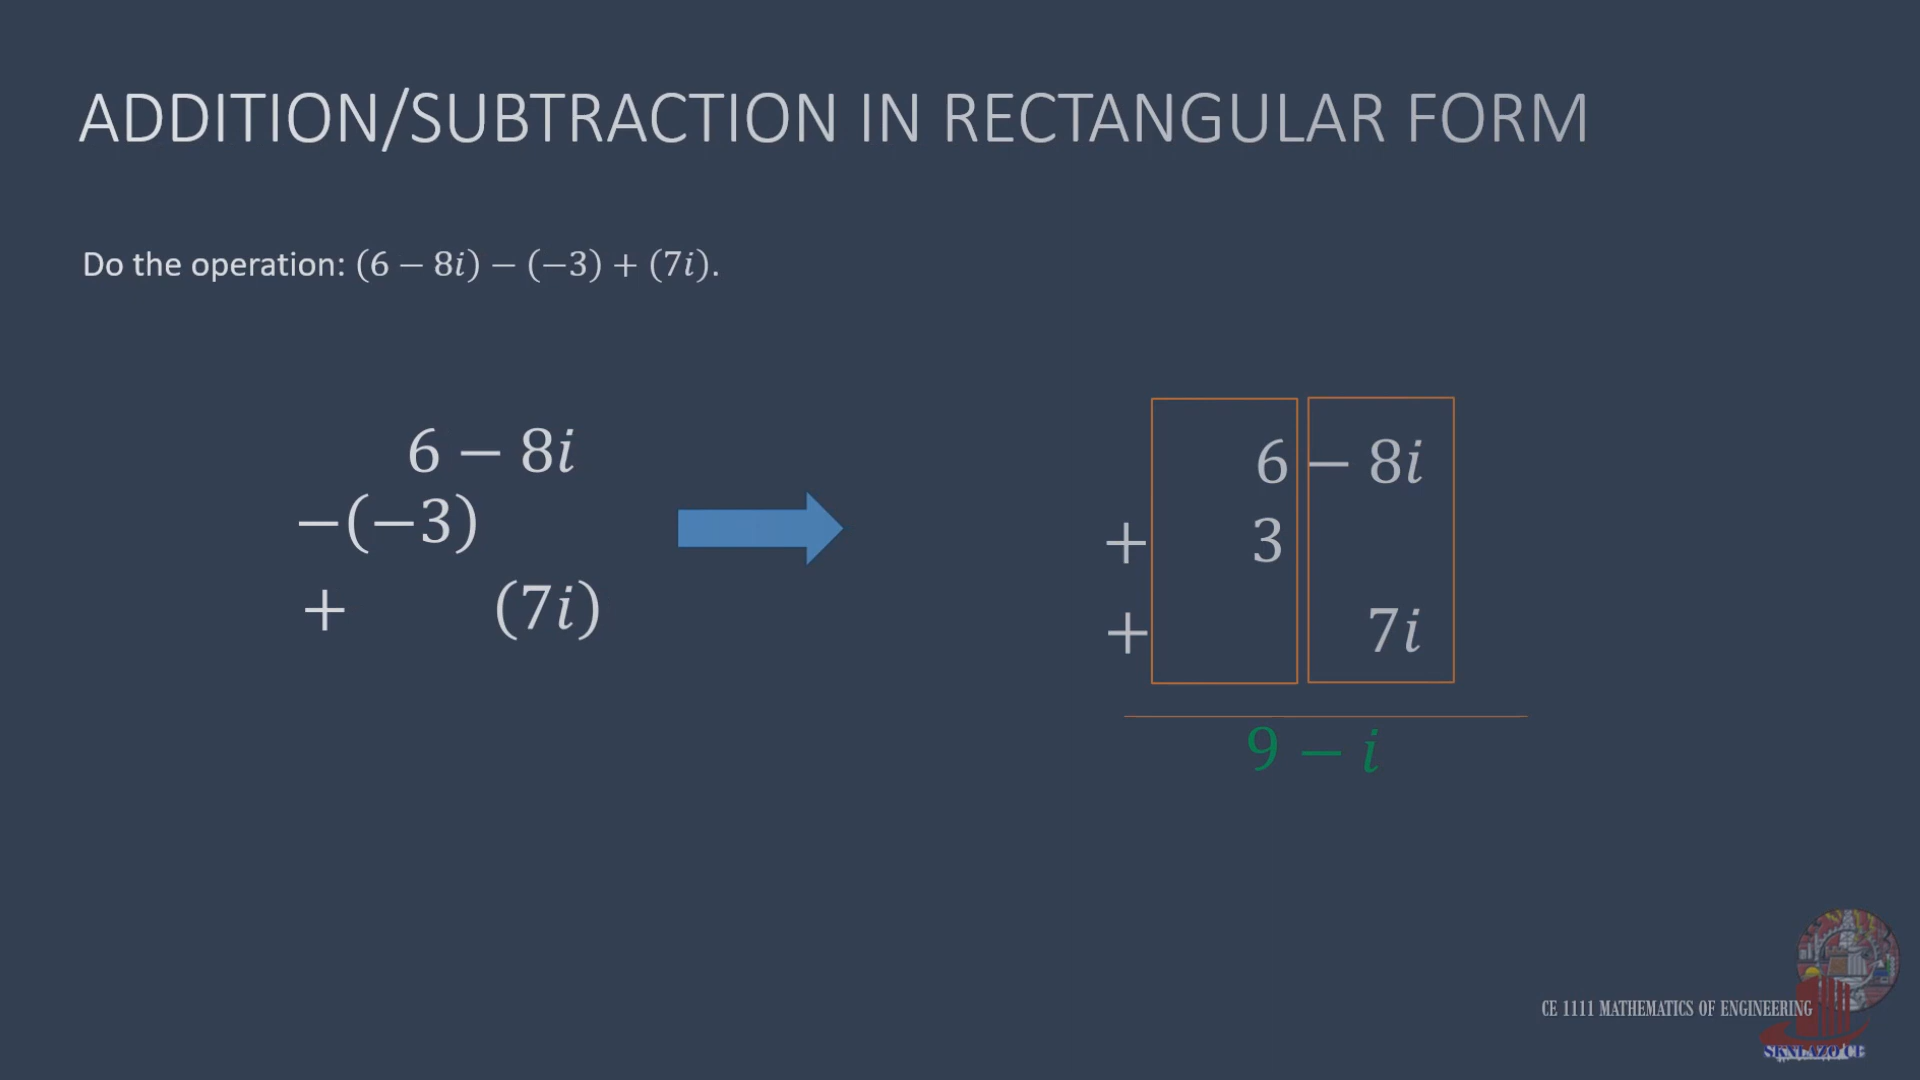 ADDITION/SUBTRACTION IN RECTANGULAR FORM
Do the operation: (6 − 8𝑖) − (−3) + (7𝑖).
6 − 8𝑖
−(−3)
+ (7𝑖)
6 − 8𝑖
+ 3
+ 7𝑖
9 − 𝑖
CE 1111 MATHEMATICS OF ENGINEERING